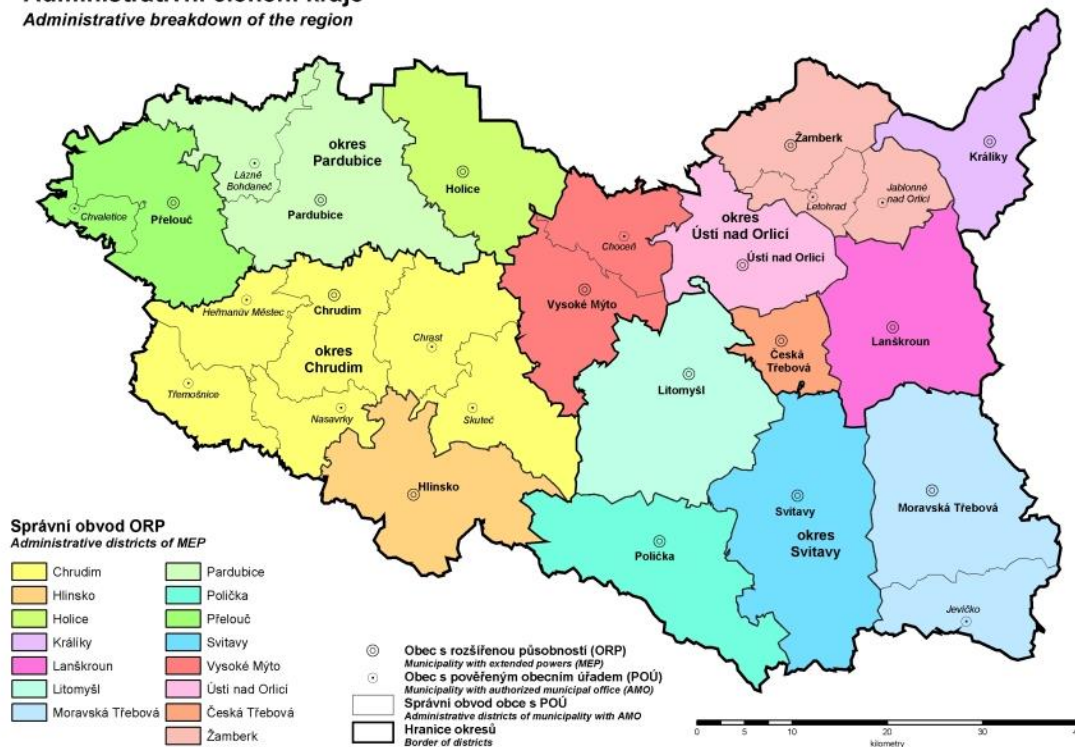 Administrative breakdown of the region
okres
Pardubice
Lázně
Bohdaneč
Pardubice
Holice
Chvaletice
Přelouč
Žamberk
Králíky
Letohrad
Jablonné
nad Orlicí
okres
Ústí nad Orlicí
Ústí nad Orlicí
Choceň
Vysoké Mýto
Heřmanův Městec
Chrudim
okres
Chrudim
Chrast
Třemošnice
Nasavrky
Skuteč
Česká
Třebová
Lanškroun
Litomyšl
Hlinsko
Svitavy
okres
Svitavy
Moravská Třebová
Polička
Jevíčko
Správní obvod ORP
Administrative districts of MEP
Chrudim
Hlinsko
Holice
Králíky
Lanškroun
Litomyšl
Moravská Třebová
Pardubice
Polička
Přelouč
Svitavy
Vysoké Mýto
Ústí nad Orlicí
Česká Třebová
Žamberk
Obec s rozšířenou působností (ORP)
Municipality with extended powers (MEP)
Obec s pověřeným obecním úřadem (POÚ)
Municipality with authorized municipal office (AMO)
Správní obvod obce s POÚ
Administrative districts of municipality with AMO
Hranice okresů
Border of districts
0 5 10 20 30
kilometry